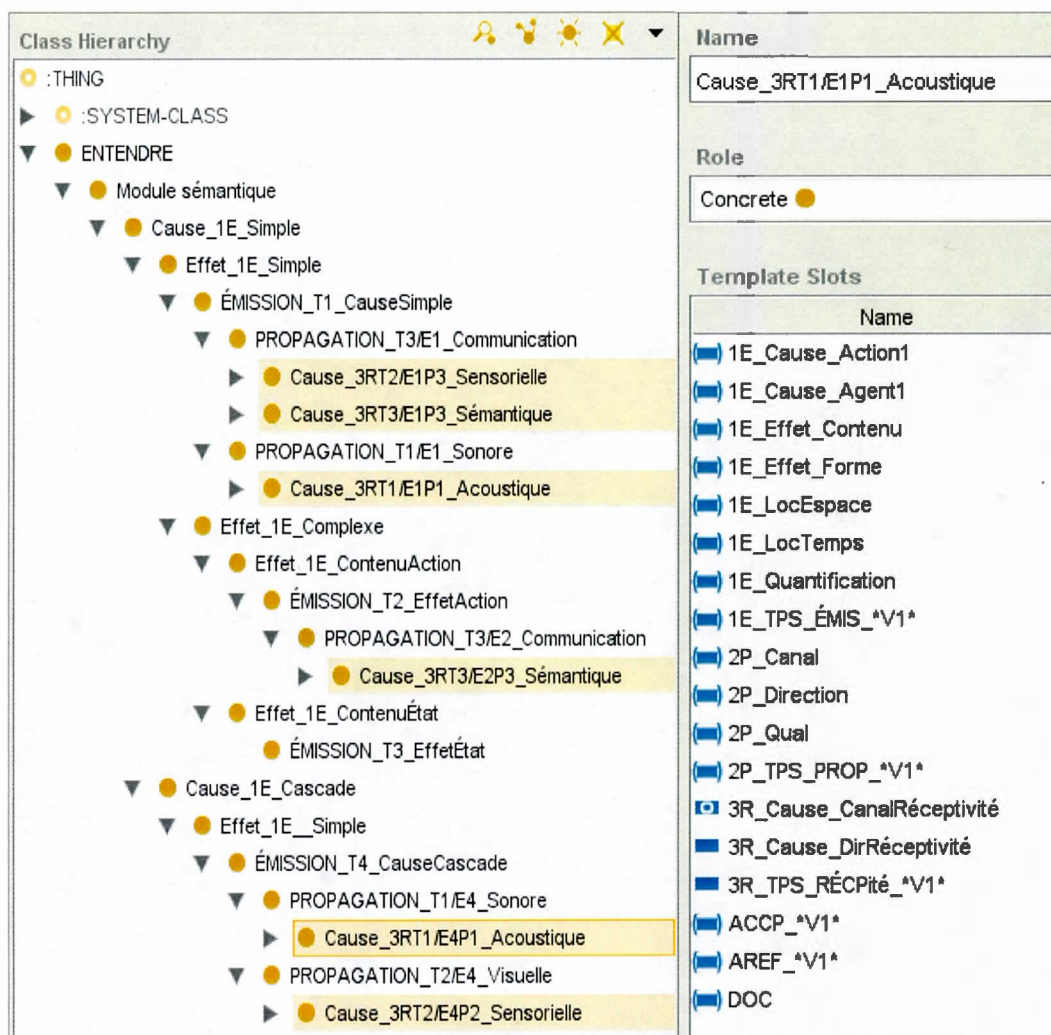 Class Hierarchy
:THING
:SYSTEM-CLASS
ENTENDRE
Module sémantique
Cause_1E_Simple
Effet_1E_Simple
ÉMISSION_T1_CauseSimple
PROPAGATION_T3/E1_Communication
Cause_3RT2/E1P3_Sensorielle
Cause_3RT3/E1P3_Sémantique
PROPAGATION_T1/E1_Sonore
Cause_3RT1/E1P1_Acoustique
Effet_1E_Complexe
Effet_1E_ContenuAction
ÉMISSION_T2_EffetAction
PROPAGATION_T3/E2_Communication
Cause_3RT3/E2P3_Sémantique
Effet_1E_ContenuÉtat
ÉMISSION_T3_EffetÉtat
Cause_1E_Cascade
Effet_1E__Simple
ÉMISSION_T4_CauseCascade
PROPAGATION_T1/E4_Sonore
Cause_3RT1/E4P1_Acoustique
PROPAGATION_T2/E4_Visuelle
Cause_3RT2/E4P2_Sensorielle
Name
Cause_3RT1/E1P1_Acoustique
Role
Concrete
Template Slots
Name
1E_Cause_Action1
1E_Cause_Agent1
1E_Effet_Contenu
1E_Effet_Forme
1E_LocEspace
1E_LocTemps
1E_Quantification
1E_TPS_ÉMIS_*V1*
2P_Canal
2P_Direction
2P_Qual
2P_TPS_PROP_*V1*
3R_Cause_CanalRéceptivité
3R_Cause_DirRéceptivité
3R_TPS_RÉCPité_*V1*
ACCP_*V1*
AREF_*V1*
DOC